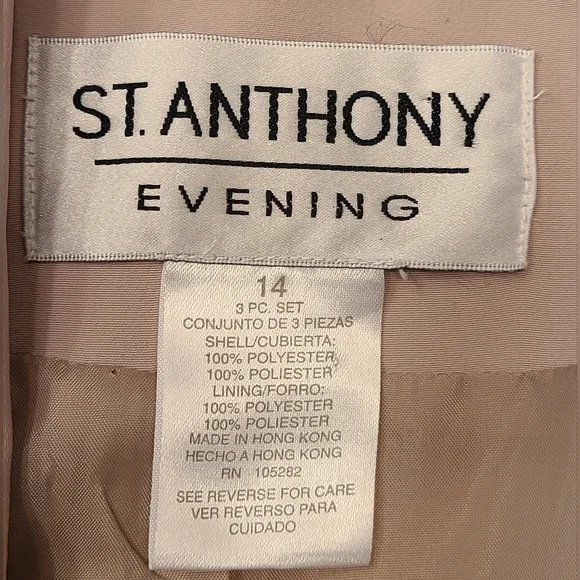 ST. ANTHONY
EVENING
14
3 PC. SET
CONJUNTO DE 3 PIEZAS
SHELL/CUBIERTA:
100% POLYESTER
100% POLIESTER
LINING/FORRO:
100% POLYESTER
100% POLIESTER
MADE IN HONG KONG
HECHO A HONG KONG
RN 105282
SEE REVERSE FOR CARE
VER REVERSO PARA
CUIDADO